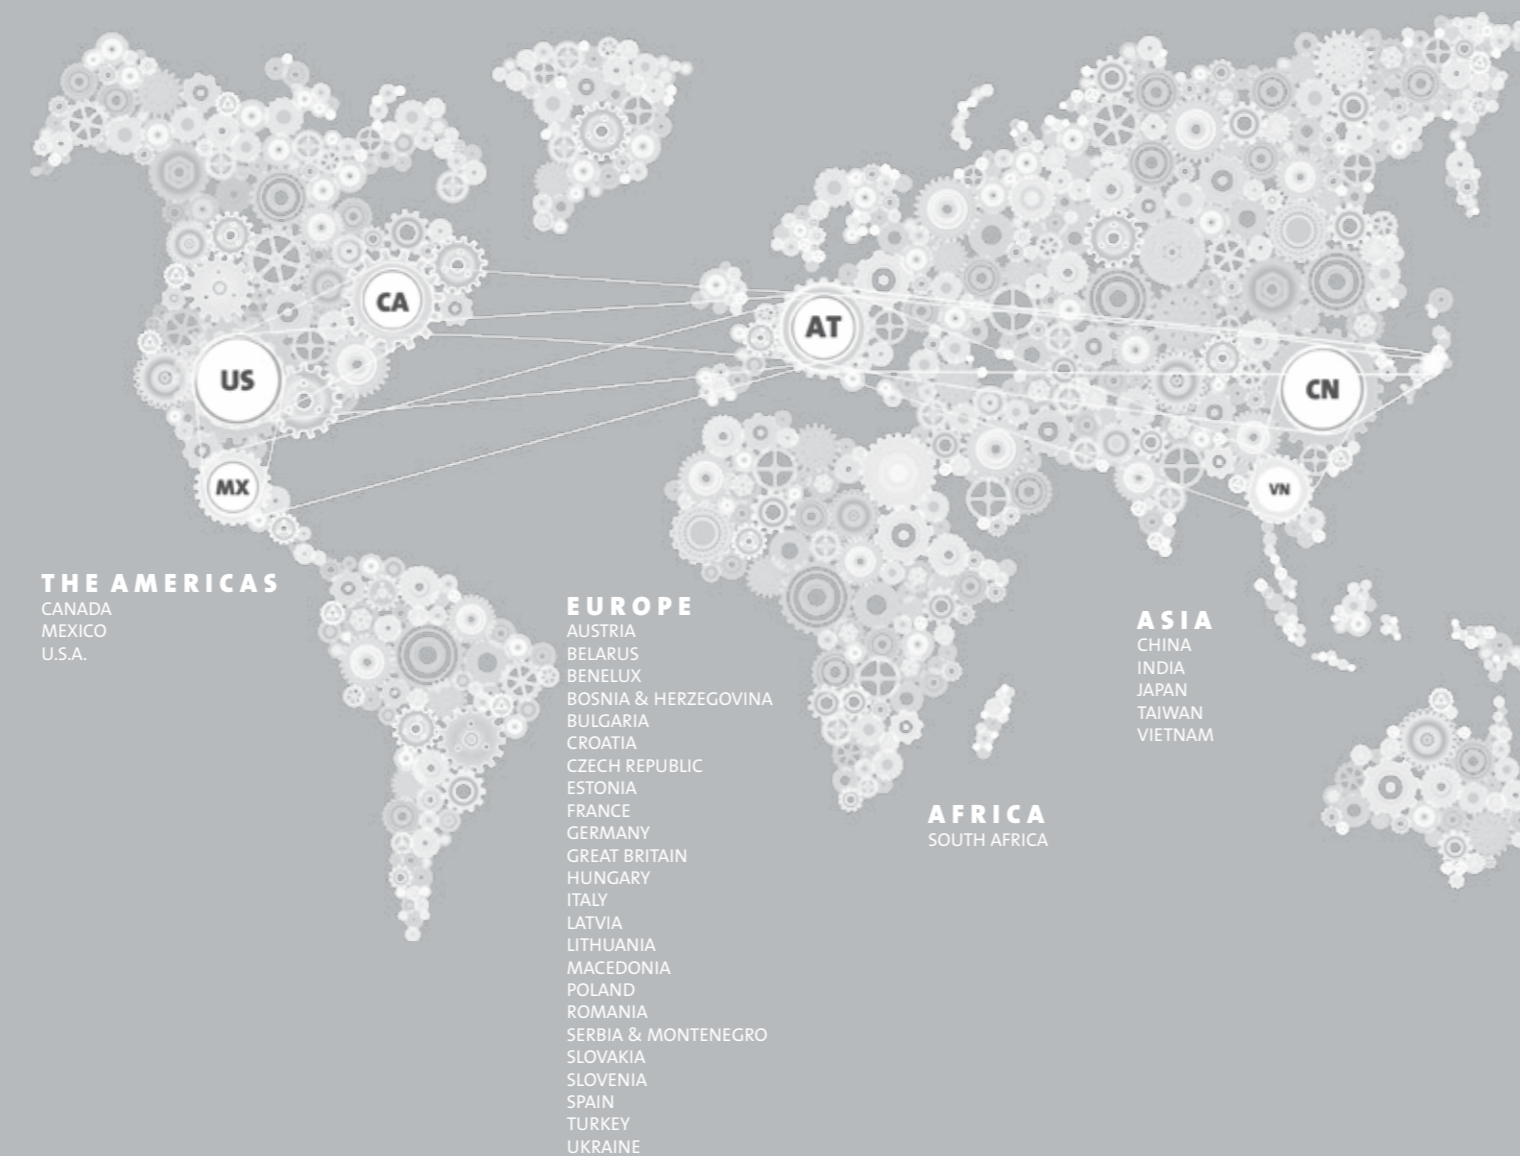 CA
AT
US
CN
MX
VN
THE AMERICAS
CANADA
MEXICO
U.S.A.
EUROPE
AUSTRIA
BELARUS
BENELUX
BOSNIA & HERZEGOVINA
BULGARIA
CROATIA
CZECH REPUBLIC
ESTONIA
FRANCE
GERMANY
GREAT BRITAIN
HUNGARY
ITALY
LATVIA
LITHUANIA
MACEDONIA
POLAND
ROMANIA
SERBIA & MONTENEGRO
SLOVAKIA
SLOVENIA
SPAIN
TURKEY
UKRAINE
ASIA
CHINA
INDIA
JAPAN
TAIWAN
VIETNAM
AFRICA
SOUTH AFRICA